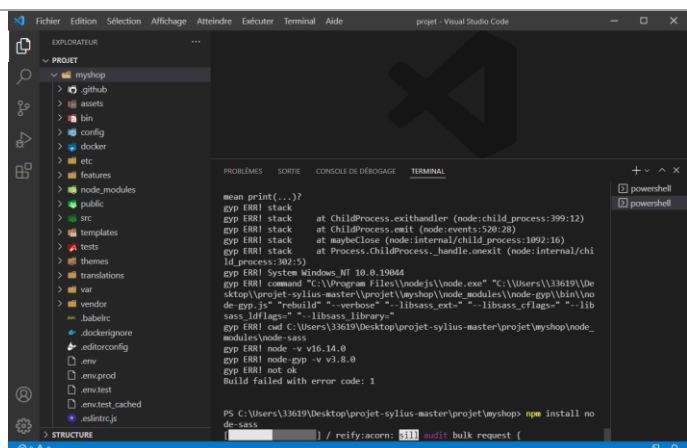 Fichier Edition Sélection Affichage Atteindre Exécuter Terminal Aide
projet - Visual Studio Code
EXPLORATEUR
PROJET
myshop
.github
assets
bin
config
docker
etc
features
node_modules
public
src
templates
tests
themes
translations
var
vendor
.babelrc
.dockerignore
.editorconfig
.env
.env.prod
.env.test
.env.test_cached
.eslintrc.js
STRUCTURE
PROBLÈMES SORTIE CONSOLE DE DÉBOGAGE TERMINAL
powershell
powershell
mean print(...)?
gyp ERR! stack
gyp ERR! stack at ChildProcess.exithandler (node:child_process:399:12)
gyp ERR! stack at ChildProcess.emit (node:events:520:28)
gyp ERR! stack at maybeClose (node:internal/child_process:1092:16)
gyp ERR! stack at Process.ChildProcess._handle.onexit (node:internal/chi
ld_process:302:5)
gyp ERR! System Windows_NT 10.0.19044
gyp ERR! command "C:\\Program Files\\nodejs\\node.exe" "C:\\Users\\33619\\De
sktop\\projet-sylius-master\\projet\\myshop\\node_modules\\node-gyp\\bin\\no
de-gyp.js" "rebuild" "--verbose" "--libsass_ext=" "--libsass_cflags=" "--lib
sass_ldflags=" "--libsass_library="
gyp ERR! cwd C:\Users\33619\Desktop\projet-sylius-master\projet\myshop\node_
modules\node-sass
gyp ERR! node -v v16.14.0
gyp ERR! node-gyp -v v3.8.0
gyp ERR! not ok
Build failed with error code: 1
PS C:\Users\33619\Desktop\projet-sylius-master\projet\myshop> npm install no
de-sass
[ ] / reify:acorn: sill audit bulk request {